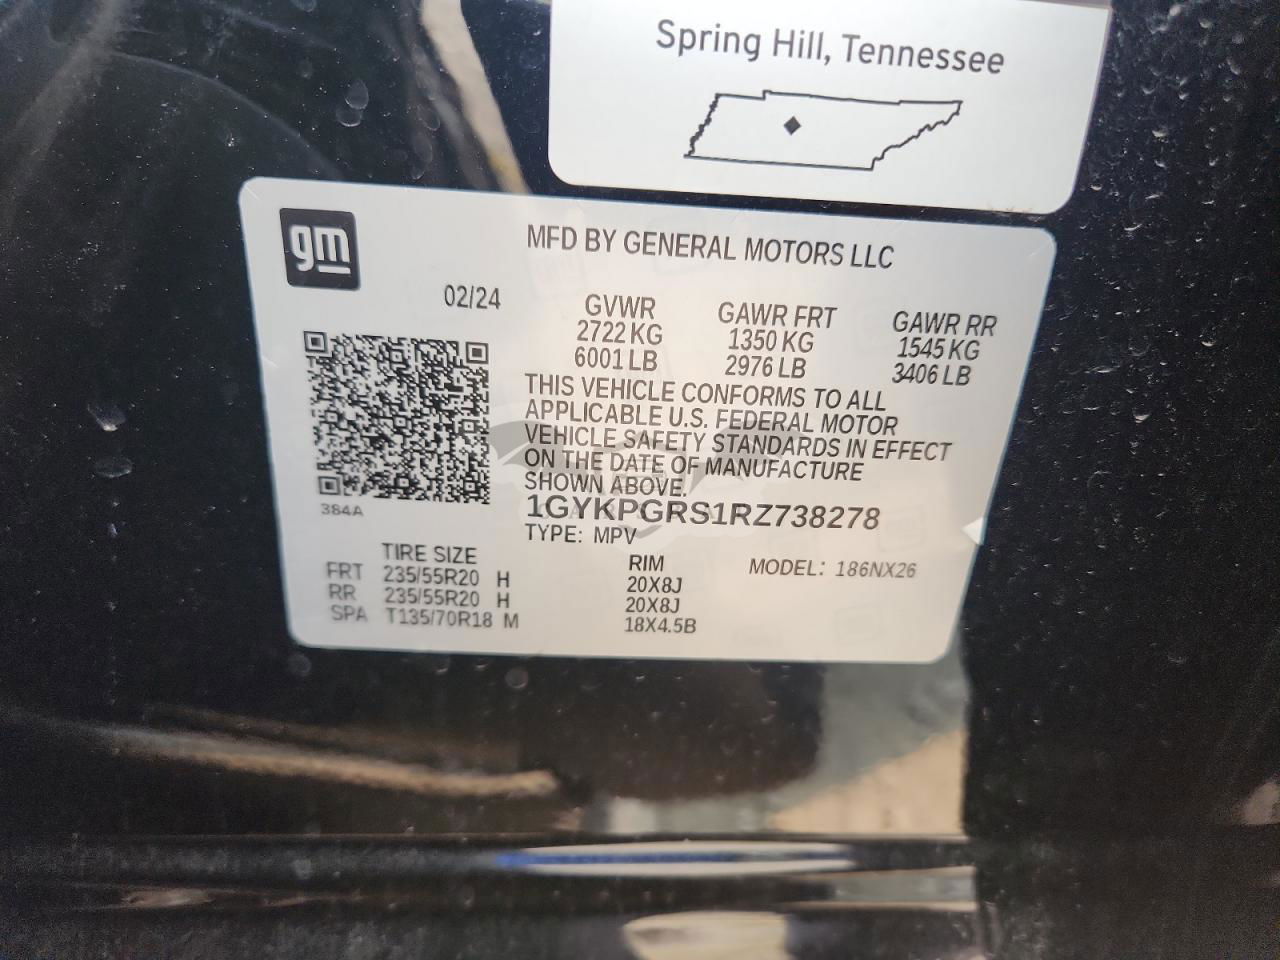 Spring Hill, Tennessee
gm
MFD BY GENERAL MOTORS LLC
02/24
GVWR GAWR FRT GAWR RR
2722 KG 1350 KG 1545 KG
6001 LB 2976 LB 3406 LB
THIS VEHICLE CONFORMS TO ALL
APPLICABLE U.S. FEDERAL MOTOR
VEHICLE SAFETY STANDARDS IN EFFECT
ON THE DATE OF MANUFACTURE
SHOWN ABOVE.
1GYKPGRS1RZ738278
TYPE: MPV
384A
TIRE SIZE RIM MODEL: 186NX26
FRT 235/55R20 H 20X8J
RR 235/55R20 H 20X8J
SPA T135/70R18 M 18X4.5B